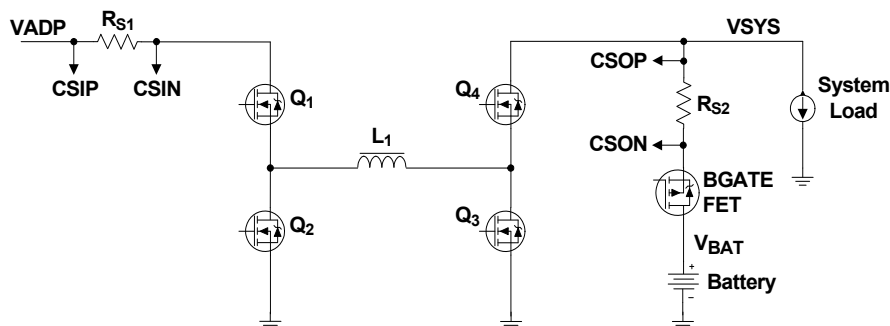 VADP
RS1
CSIP
CSIN
Q1
Q2
L1
Q4
Q3
VSYS
CSOP
RS2
CSON
BGATE
FET
VBAT
+
Battery
−
System
Load